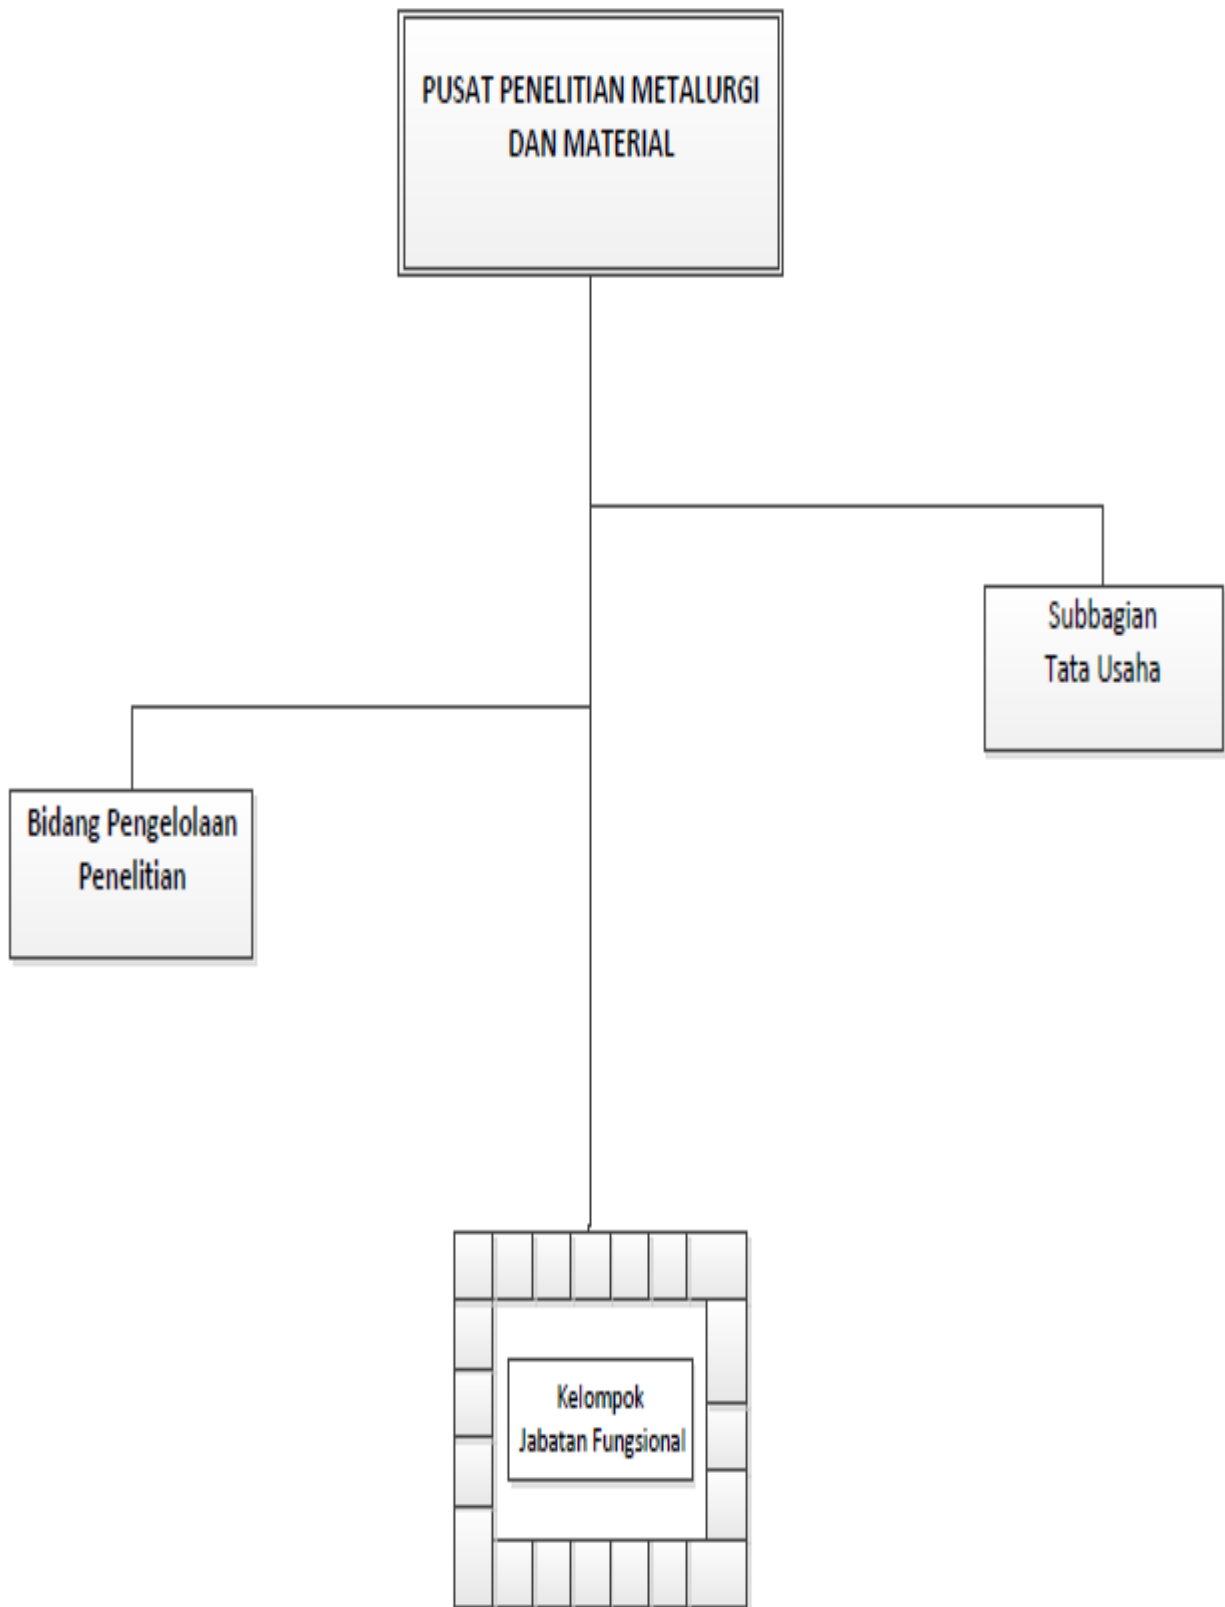 PUSAT PENELITIAN METALURGI
DAN MATERIAL
Subbagian
Tata Usaha
Bidang Pengelolaan
Penelitian
Kelompok
Jabatan Fungsional